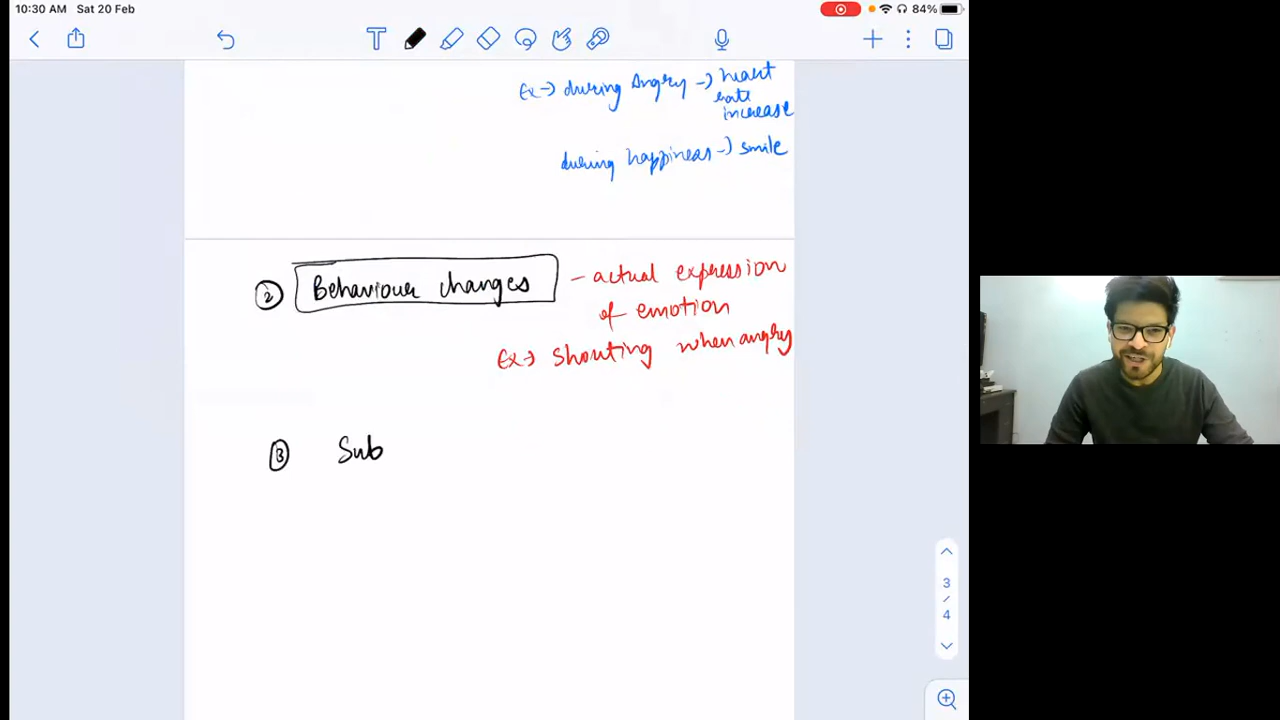 10:30 AM Sat 20 Feb
84%
T
Ex → during Angry → heart
rate
increase
during happiness → smile
② Behaviour changes – actual expression
of emotion
Ex → shouting when angry
③ Sub
3
/
4